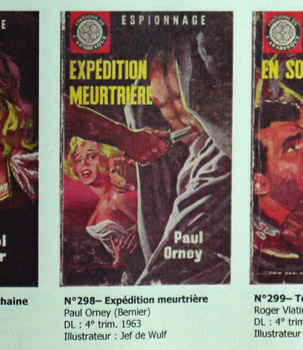 ESPIONNAGE
EXPÉDITION
MEURTRIÈRE
EN SO
Paul
Orney
ol
r
haine
N°298– Expédition meurtrière
Paul Orney (Bernier)
DL : 4° trim. 1963
Illustrateur : Jef de Wulf
N°299– T
Roger Vlatin
DL : 4° trim
Illustrateur